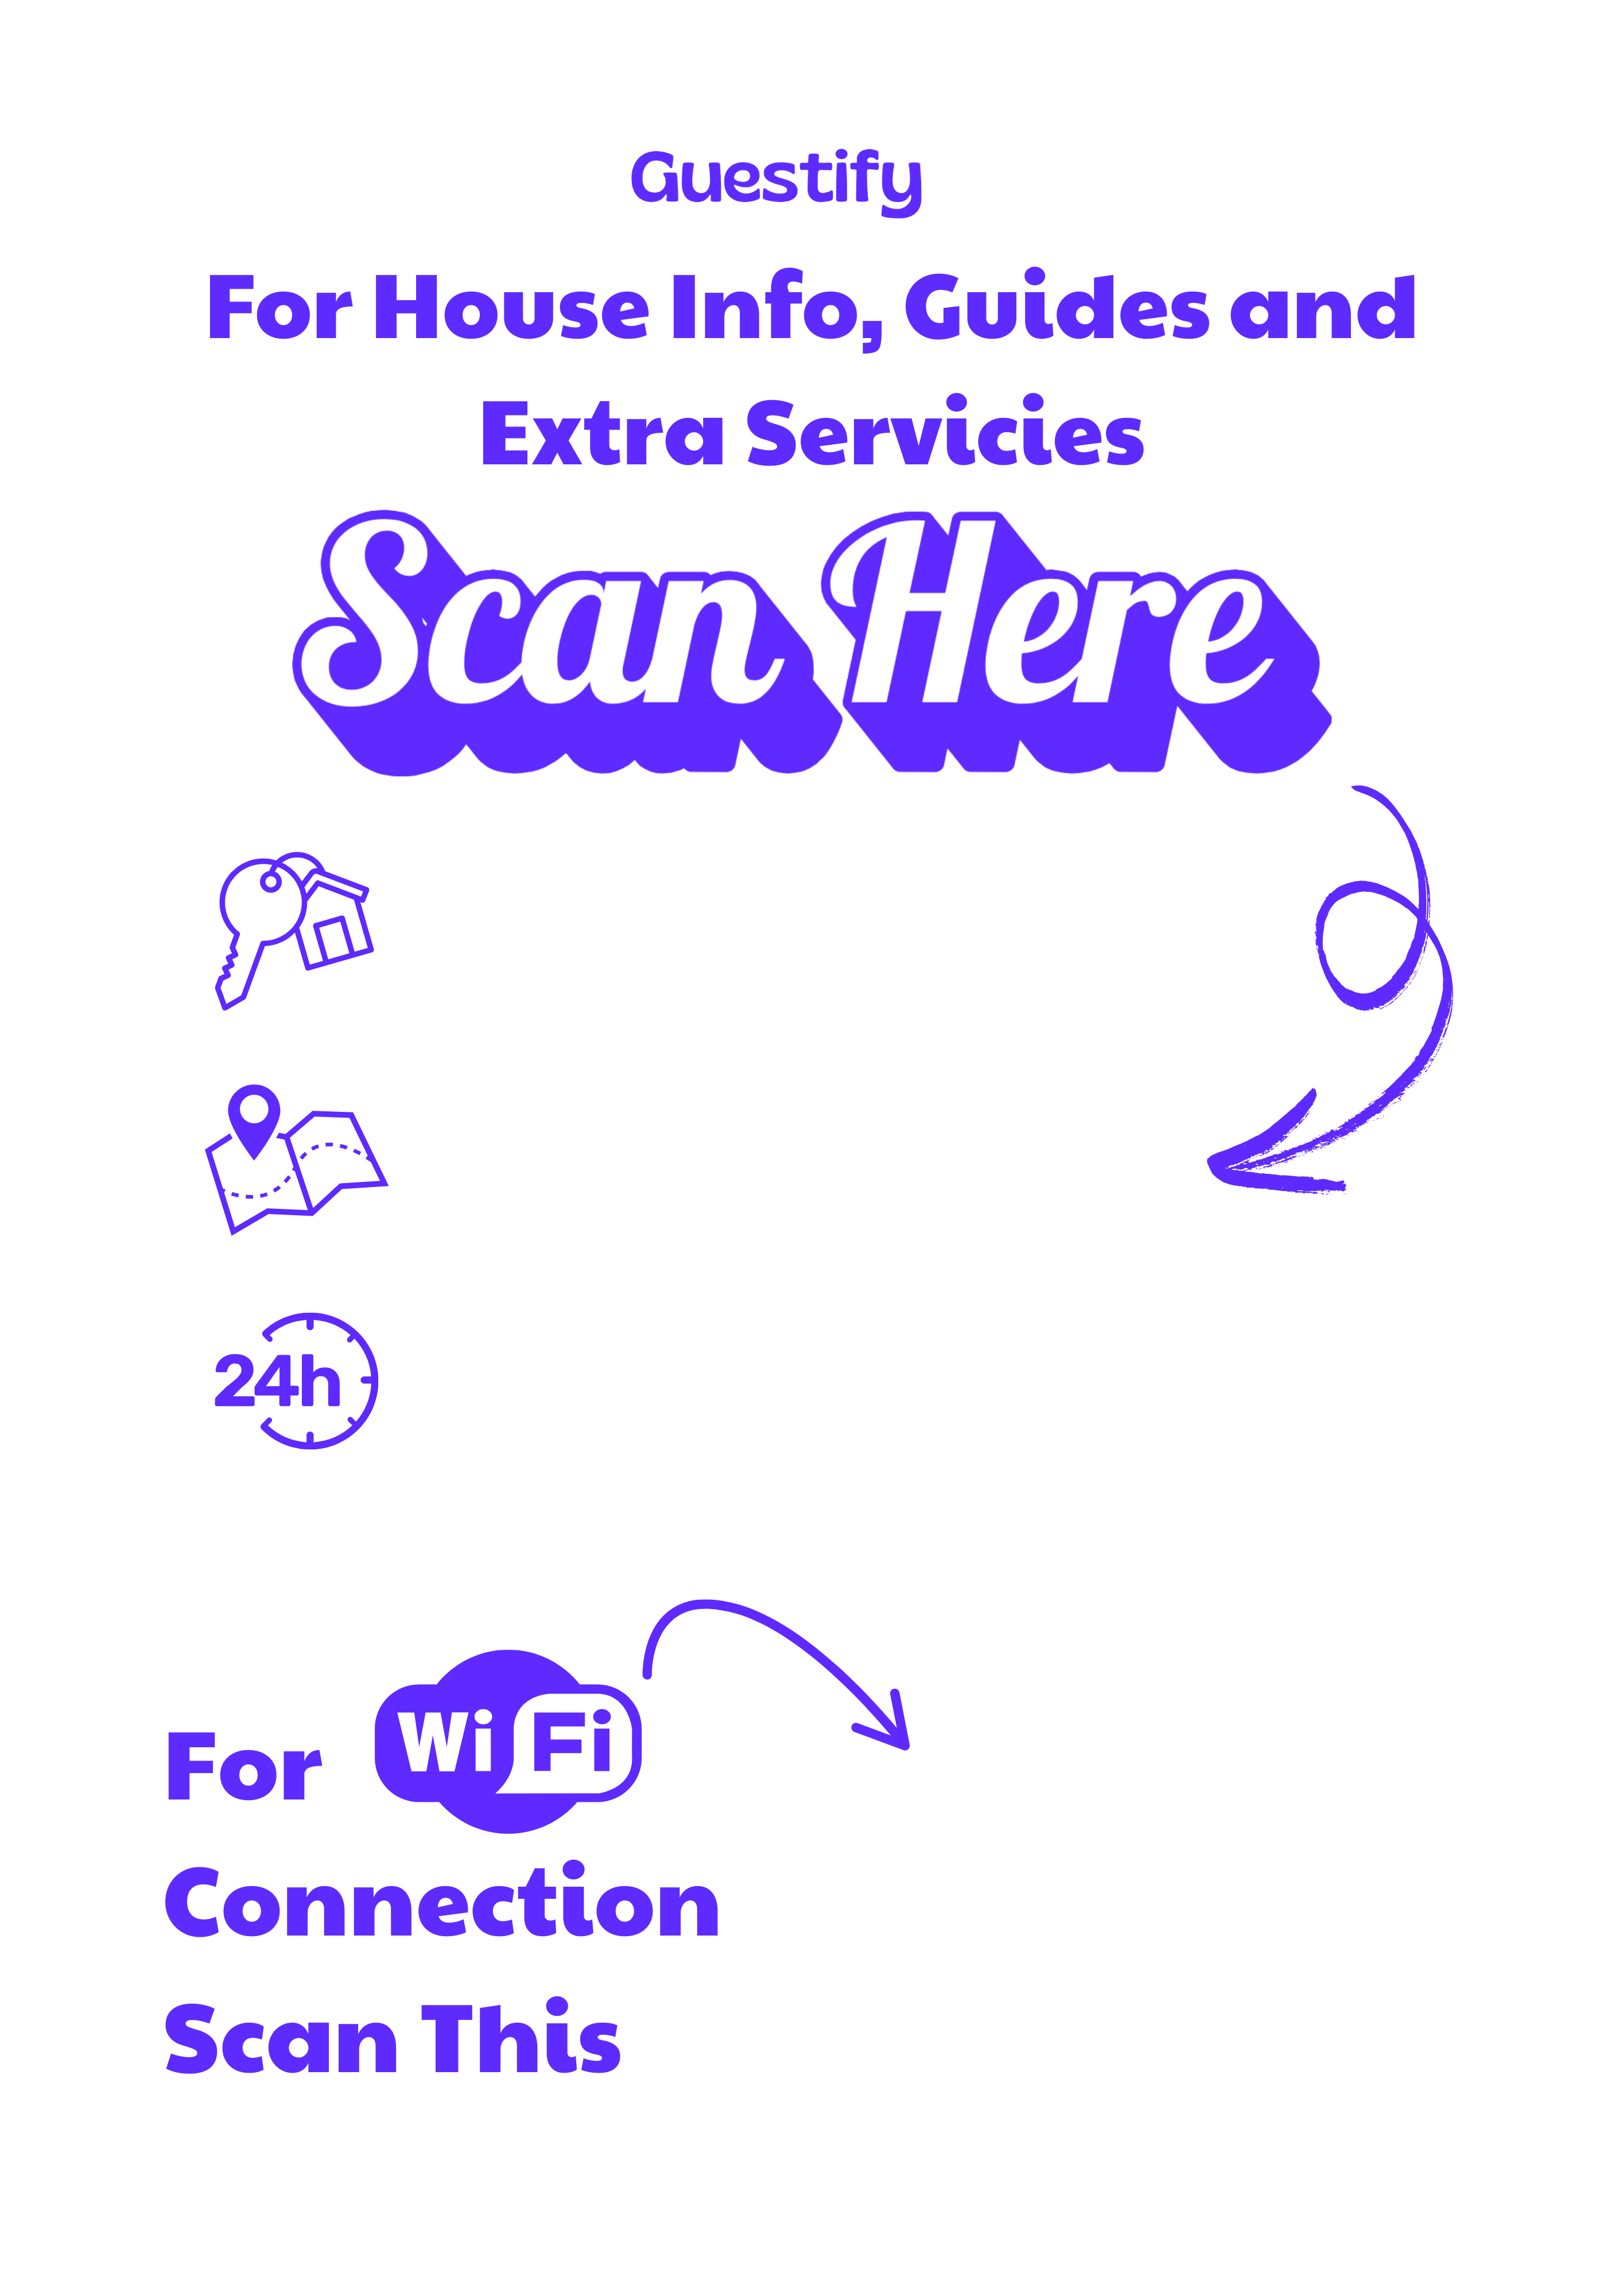 Guestify
For House Info, Guides and
Extra Servicies
Scan Here
24h
For WiFi
Connection
Scan This